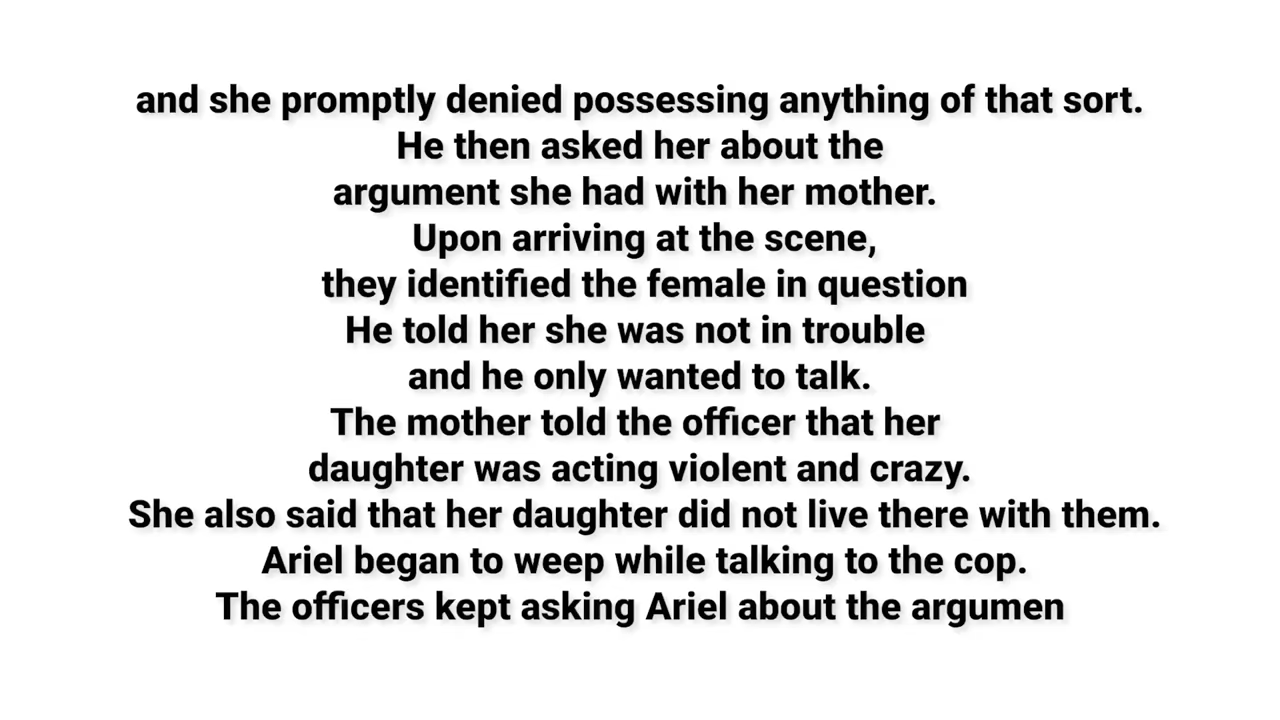 and she promptly denied possessing anything of that sort.
He then asked her about the
argument she had with her mother.
Upon arriving at the scene,
they identified the female in question
He told her she was not in trouble
and he only wanted to talk.
The mother told the officer that her
daughter was acting violent and crazy.
She also said that her daughter did not live there with them.
Ariel began to weep while talking to the cop.
The officers kept asking Ariel about the argumen